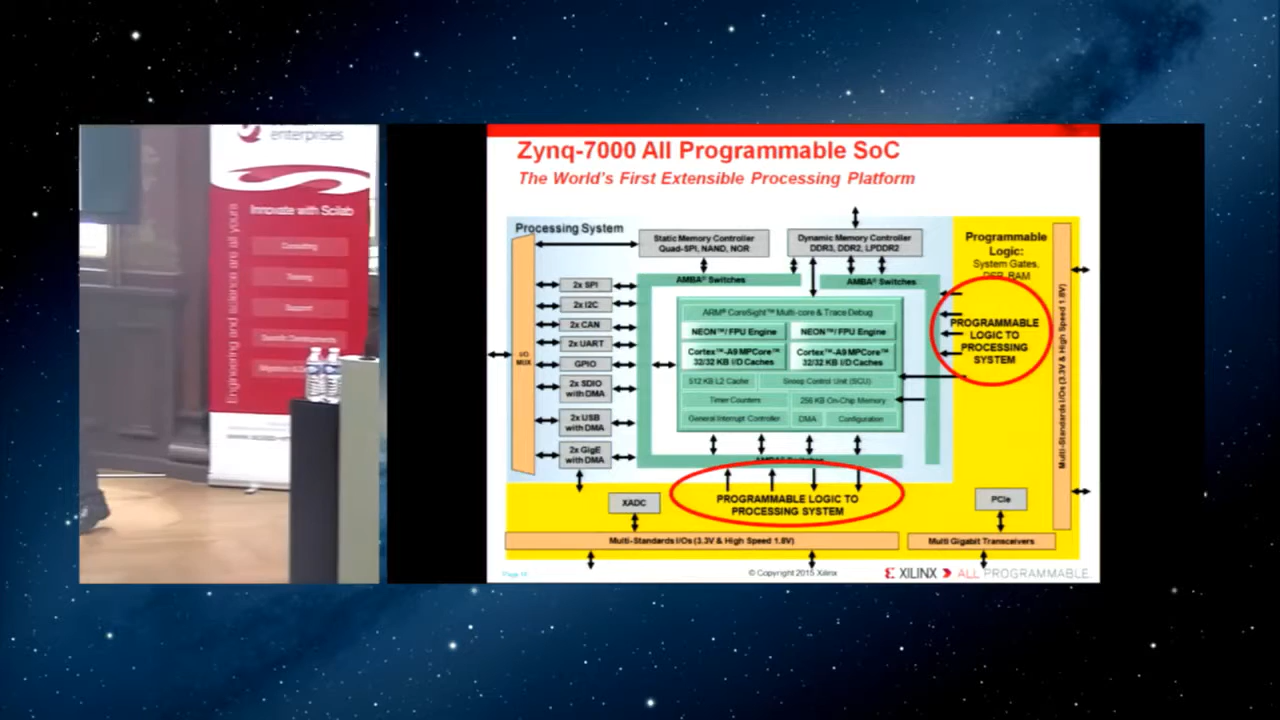 enterprises
Innovate with Scilab
Engineering and science are all yours
Consulting
Training
Support
Zynq-7000 All Programmable SoC
The World's First Extensible Processing Platform
Processing System
Static Memory Controller
Quad-SPI, NAND, NOR
Dynamic Memory Controller
DDR3, DDR2, LPDDR2
Programmable
Logic:
System Gates,
DSP, RAM
AMBA® Switches
AMBA® Switches
2x SPI
2x I2C
2x CAN
2x UART
GPIO
2x SDIO
with DMA
2x USB
with DMA
2x GigE
with DMA
I/O
MUX
ARM® CoreSight™ Multi-core & Trace Debug
NEON™/ FPU Engine
NEON™/ FPU Engine
Cortex™-A9 MPCore™
32/32 KB I/D Caches
Cortex™-A9 MPCore™
32/32 KB I/D Caches
512 KB L2 Cache
Snoop Control Unit (SCU)
Timer Counters
256 KB On-Chip Memory
General Interrupt Controller
DMA
Configuration
AMBA® Switches
PROGRAMMABLE
LOGIC TO
PROCESSING
SYSTEM
Multi-Standards I/Os (3.3V & High Speed 1.8V)
PROGRAMMABLE LOGIC TO
PROCESSING SYSTEM
XADC
PCIe
Multi-Standards I/Os (3.3V & High Speed 1.8V)
Multi Gigabit Transceivers
© Copyright 2015 Xilinx
XILINX
ALL PROGRAMMABLE